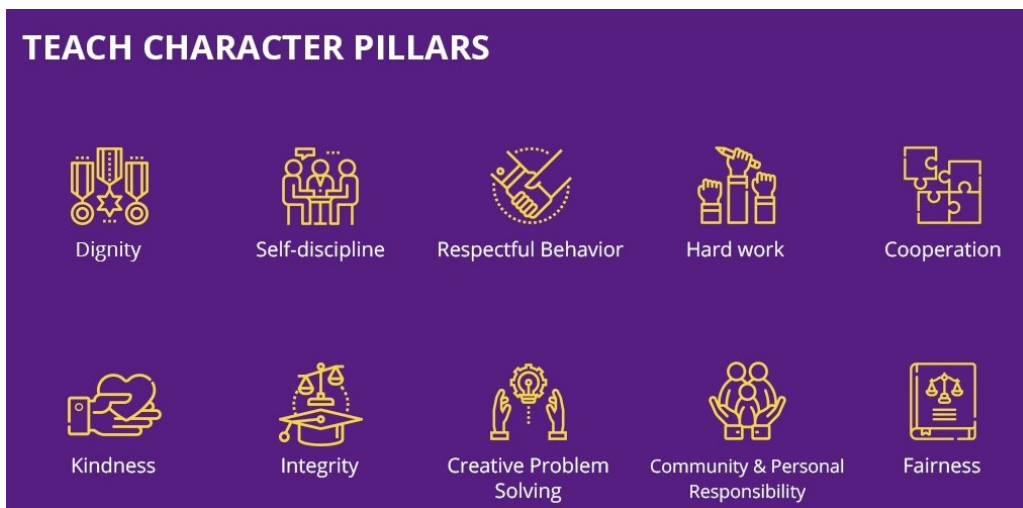 TEACH CHARACTER PILLARS
Dignity
Self-discipline
Respectful Behavior
Hard work
Cooperation
Kindness
Integrity
Creative Problem
Solving
Community & Personal
Responsibility
Fairness